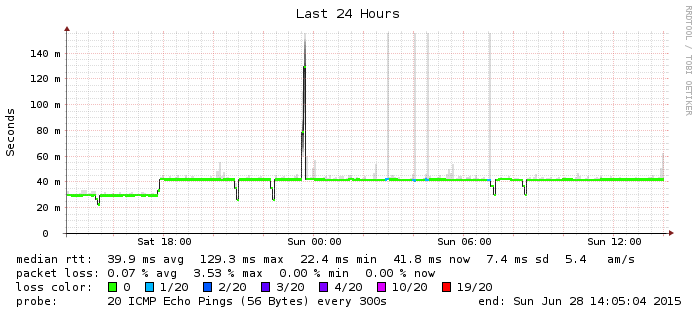 Last 24 Hours
RRDTOOL / TOBI OETIKER
Seconds
140 m
120 m
100 m
80 m
60 m
40 m
20 m
0
Sat 18:00 Sun 00:00 Sun 06:00 Sun 12:00
median rtt: 39.9 ms avg 129.3 ms max 22.4 ms min 41.8 ms now 7.4 ms sd 5.4 am/s
packet loss: 0.07 % avg 3.53 % max 0.00 % min 0.00 % now
loss color: 0 1/20 2/20 3/20 4/20 10/20 19/20
probe: 20 ICMP Echo Pings (56 Bytes) every 300s end: Sun Jun 28 14:05:04 2015